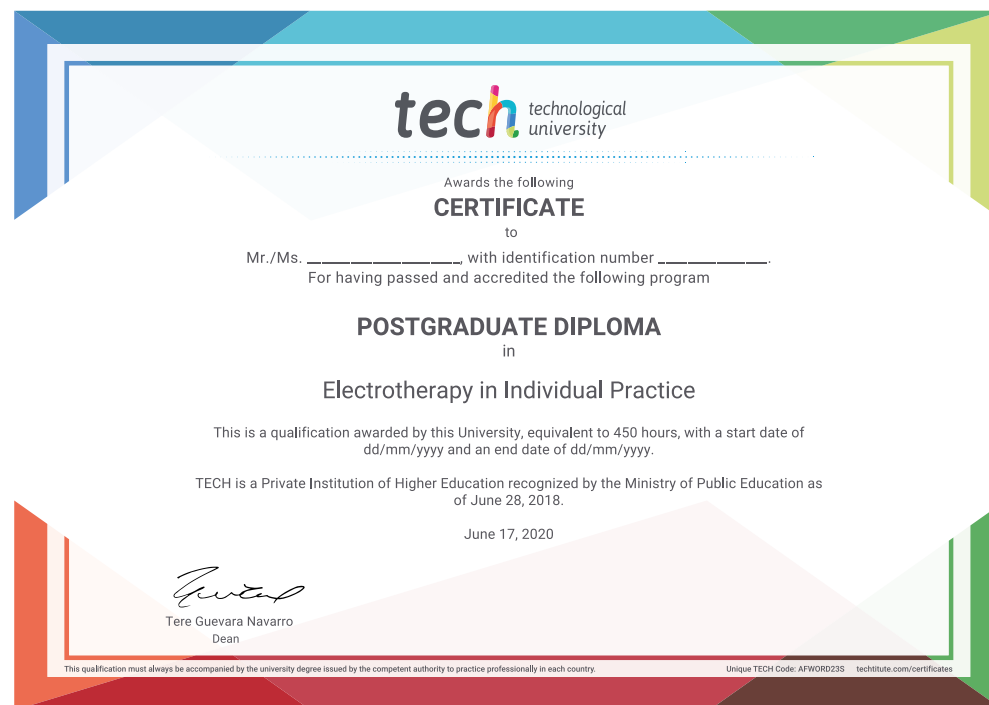 tech technological
university
Awards the following
CERTIFICATE
to
Mr./Ms. ____________________, with identification number ______________.
For having passed and accredited the following program
POSTGRADUATE DIPLOMA
in
Electrotherapy in Individual Practice
This is a qualification awarded by this University, equivalent to 450 hours, with a start date of
dd/mm/yyyy and an end date of dd/mm/yyyy.
TECH is a Private Institution of Higher Education recognized by the Ministry of Public Education as
of June 28, 2018.
June 17, 2020
Tere Guevara Navarro
Dean
This qualification must always be accompanied by the university degree issued by the competent authority to practice professionally in each country.
Unique TECH Code: AFWORD23S techtitute.com/certificates